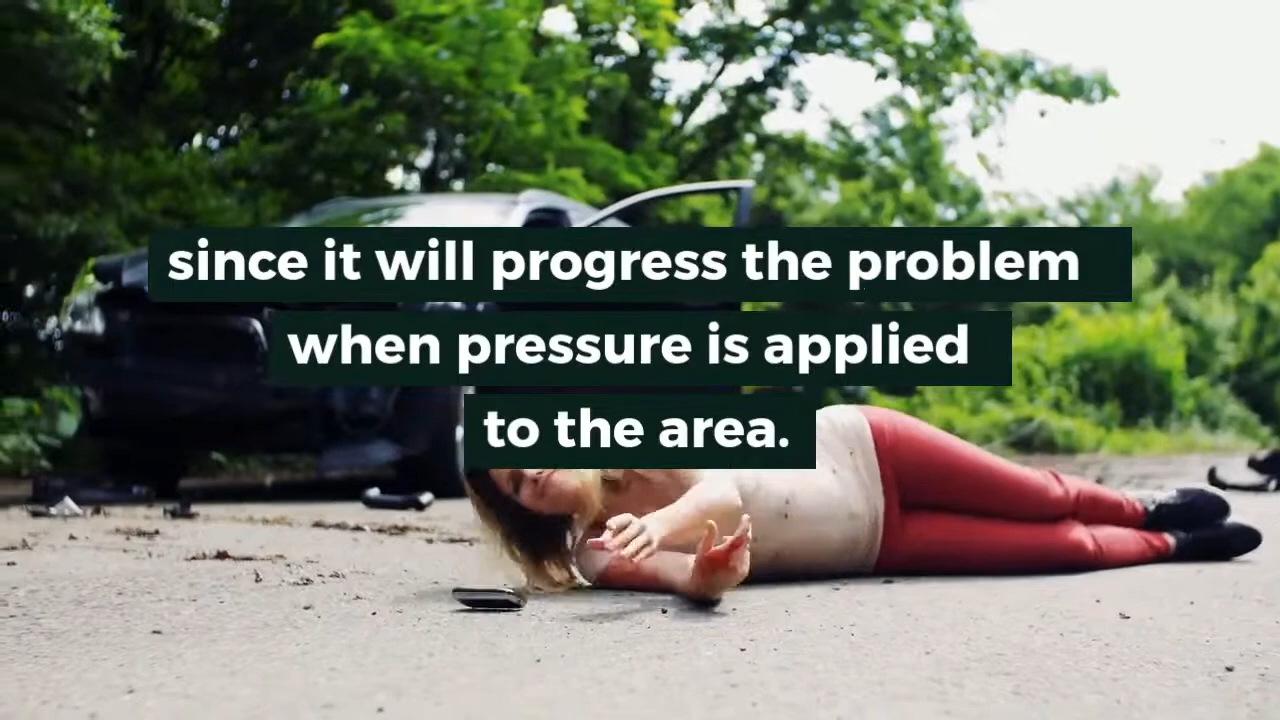 since it will progress the problem
when pressure is applied
to the area.